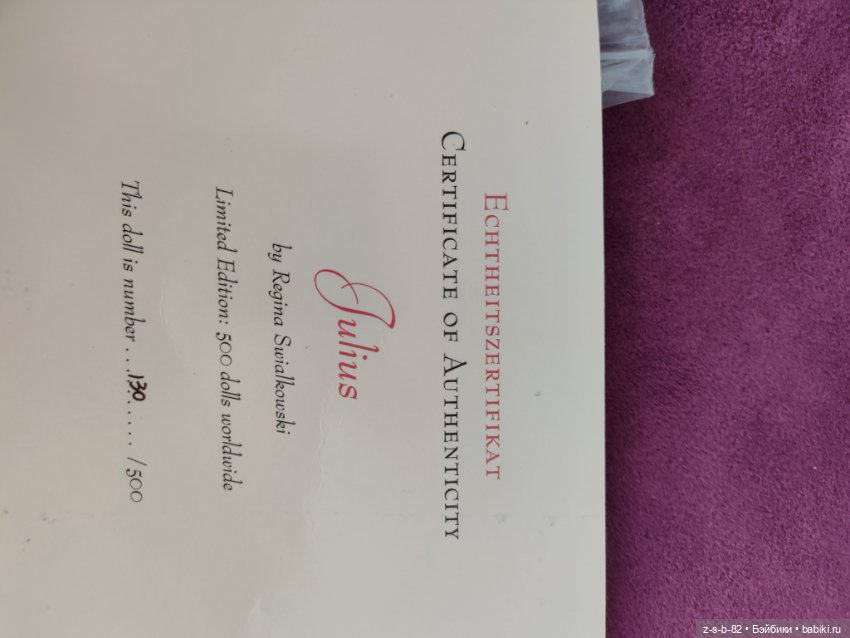 ECHTHEITSZERTIFIKAT
CERTIFICATE OF AUTHENTICITY
Julius
by Regina Swialkowski
Limited Edition: 500 dolls worldwide
This doll is number ...130..... / 500
z-s-b-82 • Бэйбики • babiki.ru